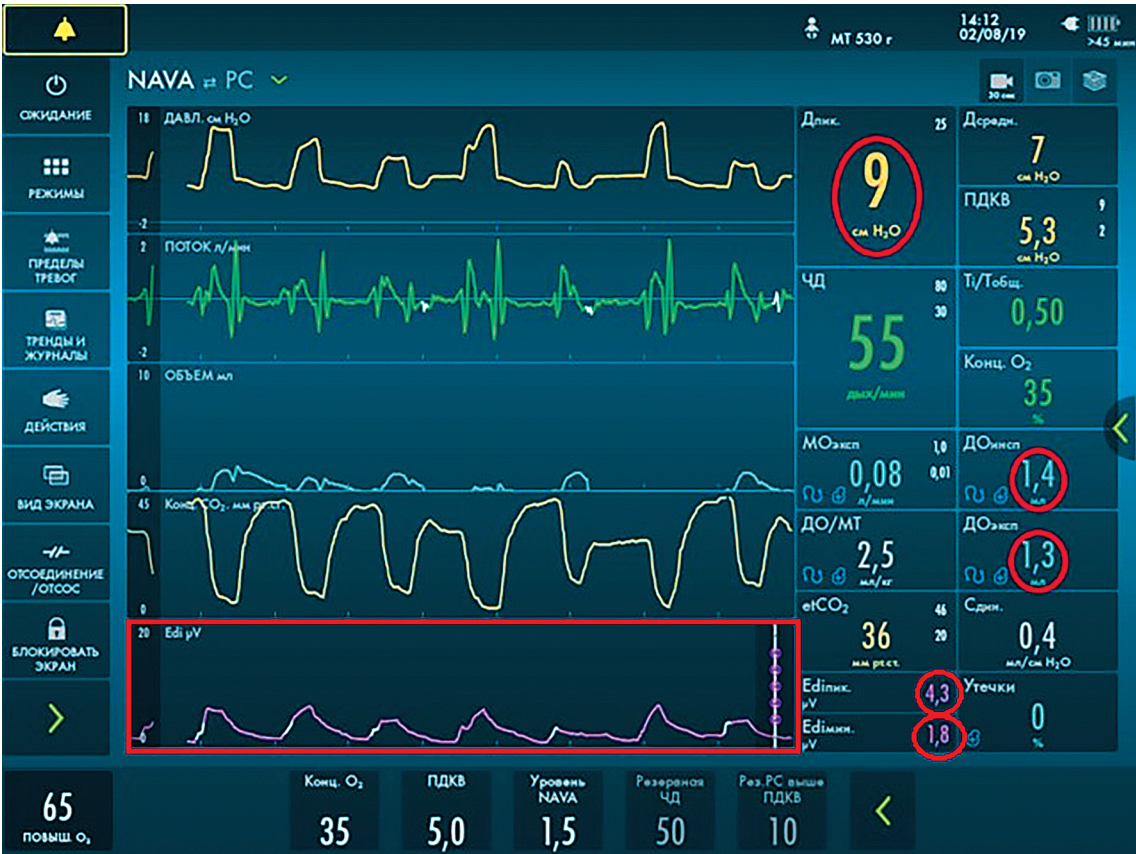 МТ 530 г
14:12
02/08/19
>45 мин
ОЖИДАНИЕ
РЕЖИМЫ
ПРЕДЕЛЫ
ТРЕВОГ
ТРЕНДЫ И
ЖУРНАЛЫ
ДЕЙСТВИЯ
ВИД ЭКРАНА
ОТСОЕДИНЕНИЕ
/ОТСОС
БЛОКИРОВАТЬ
ЭКРАН
NAVA ⇄ PC
30 сек
18 ДАВЛ. см H₂O
-2
2 ПОТОК л/мин
-2
10 ОБЪЕМ мл
0
45 Конц. CO₂. мм рт.ст.
0
20 Edi µV
0
Дпик. 25
9
см H₂O
Дсредн.
7
см H₂O
ПДКВ 9
5,3 2
см H₂O
ЧД 80
30
55
дых/мин
Ti/Tобщ.
0,50
Конц. O₂
35
%
МОэксп 1,0
0,08 0,01
л/мин
ДОинсп
1,4
мл
ДО/МТ
2,5
мл/кг
ДОэксп
1,3
мл
etCO₂ 46
36 20
мм рт.ст.
Cдин.
0,4
мл/см H₂O
Ediпик. 4,3
µV
Ediмин. 1,8
µV
Утечки
0
%
65
ПОВЫШ. O₂
Конц. O₂
35
ПДКВ
5,0
Уровень
NAVA
1,5
Резервная
ЧД
50
Рез.PC выше
ПДКВ
10